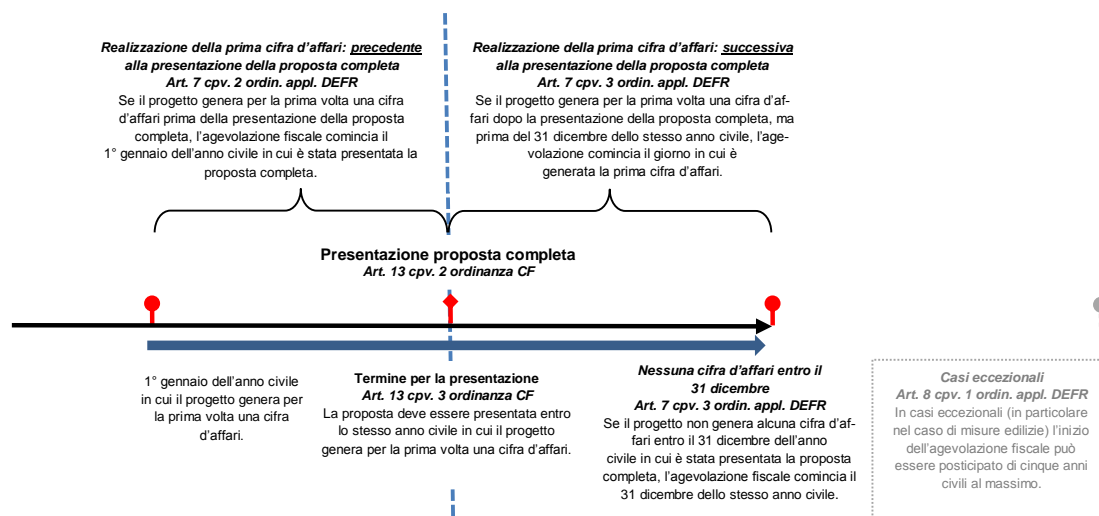 Realizzazione della prima cifra d'affari: precedente
alla presentazione della proposta completa
Art. 7 cpv. 2 ordin. appl. DEFR
Se il progetto genera per la prima volta una cifra
d'affari prima della presentazione della proposta
completa, l'agevolazione fiscale comincia il
1° gennaio dell'anno civile in cui è stata presentata la
proposta completa.
Realizzazione della prima cifra d'affari: successiva
alla presentazione della proposta completa
Art. 7 cpv. 3 ordin. appl. DEFR
Se il progetto genera per la prima volta una cifra d'af-
fari dopo la presentazione della proposta completa, ma
prima del 31 dicembre dello stesso anno civile, l'age-
volazione comincia il giorno in cui è
generata la prima cifra d'affari.
Presentazione proposta completa
Art. 13 cpv. 2 ordinanza CF
1° gennaio dell'anno civile
in cui il progetto genera per
la prima volta una cifra
d'affari.
Termine per la presentazione
Art. 13 cpv. 3 ordinanza CF
La proposta deve essere presentata entro
lo stesso anno civile in cui il progetto
genera per la prima volta una cifra d'affari.
Nessuna cifra d'affari entro il
31 dicembre
Art. 7 cpv. 3 ordin. appl. DEFR
Se il progetto non genera alcuna cifra d'af-
fari entro il 31 dicembre dell'anno
civile in cui è stata presentata la proposta
completa, l'agevolazione fiscale comincia il
31 dicembre dello stesso anno civile.
Casi eccezionali
Art. 8 cpv. 1 ordin. appl. DEFR
In casi eccezionali (in particolare
nel caso di misure edilizie) l'inizio
dell'agevolazione fiscale può
essere posticipato di cinque anni
civili al massimo.